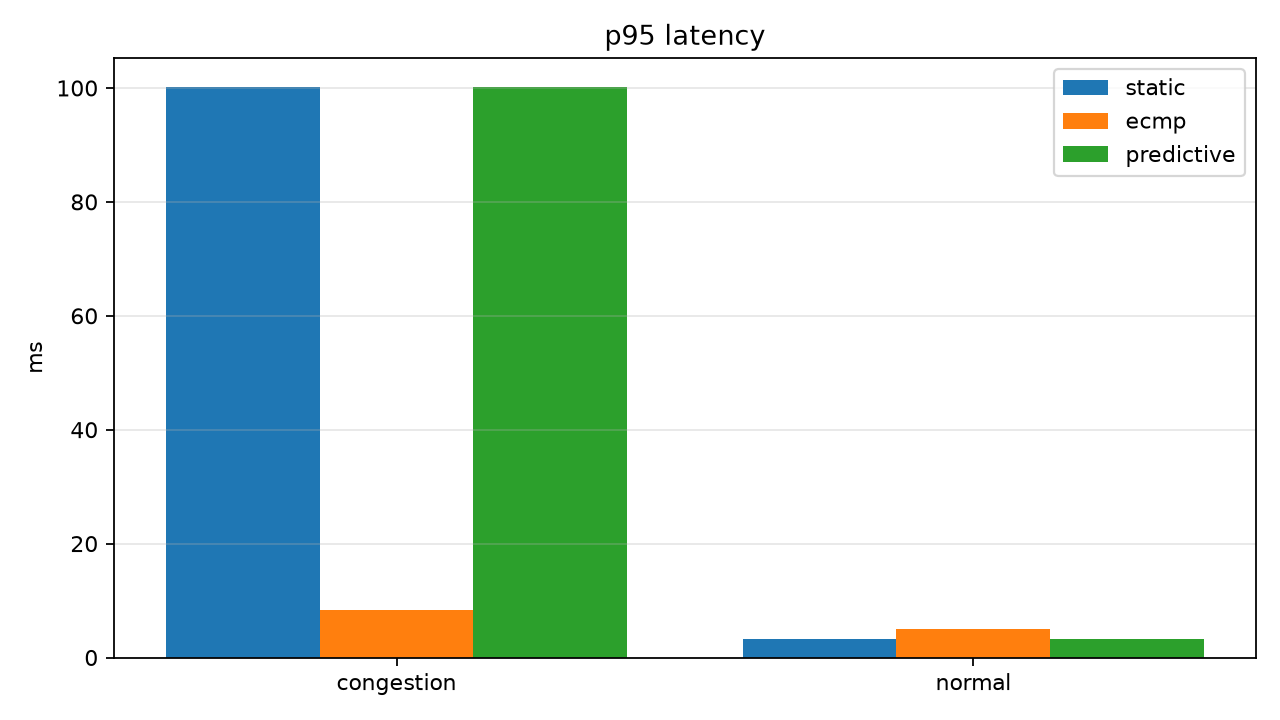 p95 latency
static
ecmp
predictive
ms
100
80
60
40
20
0
congestion
normal